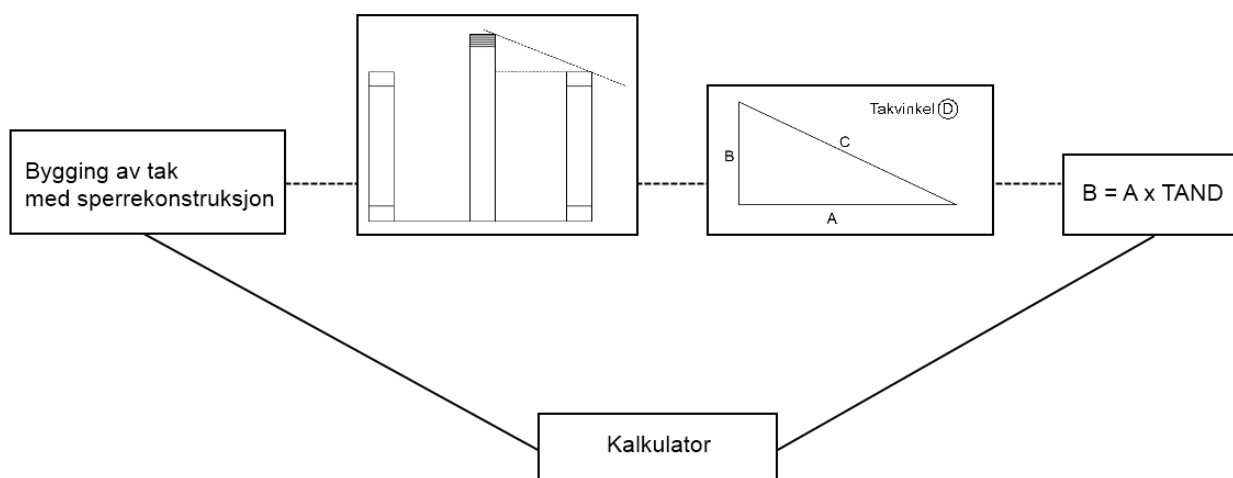 Bygging av tak
med sperrekonstruksjon
Takvinkel D
B
C
A
B = A x TAND
Kalkulator